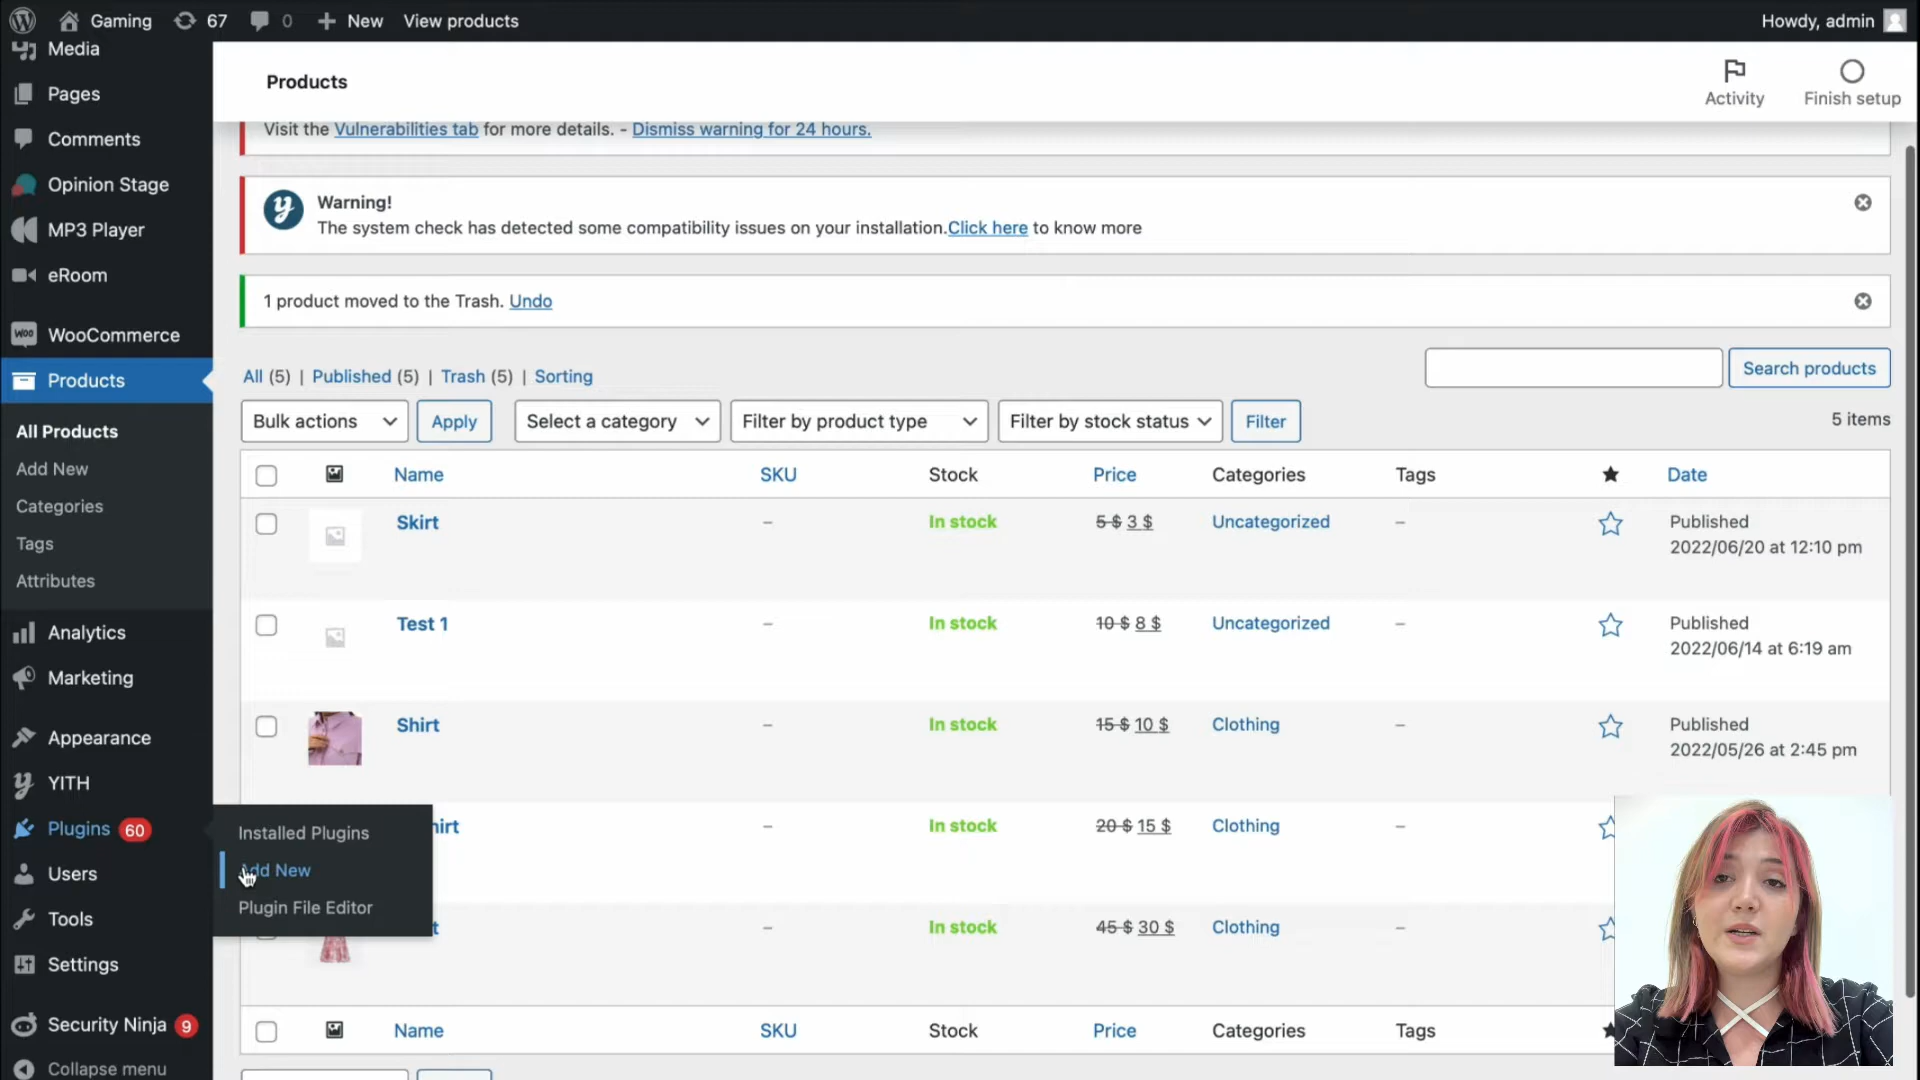 Gaming 67 0 New View products Howdy, admin
Media
Pages
Comments
Opinion Stage
MP3 Player
eRoom
WooCommerce
Products
All Products
Add New
Categories
Tags
Attributes
Analytics
Marketing
Appearance
YITH
Plugins 60
Users
Tools
Settings
Security Ninja 9
Collapse menu
Installed Plugins
Add New
Plugin File Editor
Products
Activity
Finish setup
Visit the Vulnerabilities tab for more details. - Dismiss warning for 24 hours.
Warning!
The system check has detected some compatibility issues on your installation.Click here to know more
1 product moved to the Trash. Undo
All (5) | Published (5) | Trash (5) | Sorting
Search products
Bulk actions Apply Select a category Filter by product type Filter by stock status Filter
5 items
Name SKU Stock Price Categories Tags Date
Skirt – In stock 5 $ 3 $ Uncategorized – Published
2022/06/20 at 12:10 pm
Test 1 – In stock 10 $ 8 $ Uncategorized – Published
2022/06/14 at 6:19 am
Shirt – In stock 15 $ 10 $ Clothing – Published
2022/05/26 at 2:45 pm
– In stock 20 $ 15 $ Clothing –
– In stock 45 $ 30 $ Clothing –
Name SKU Stock Price Categories Tags